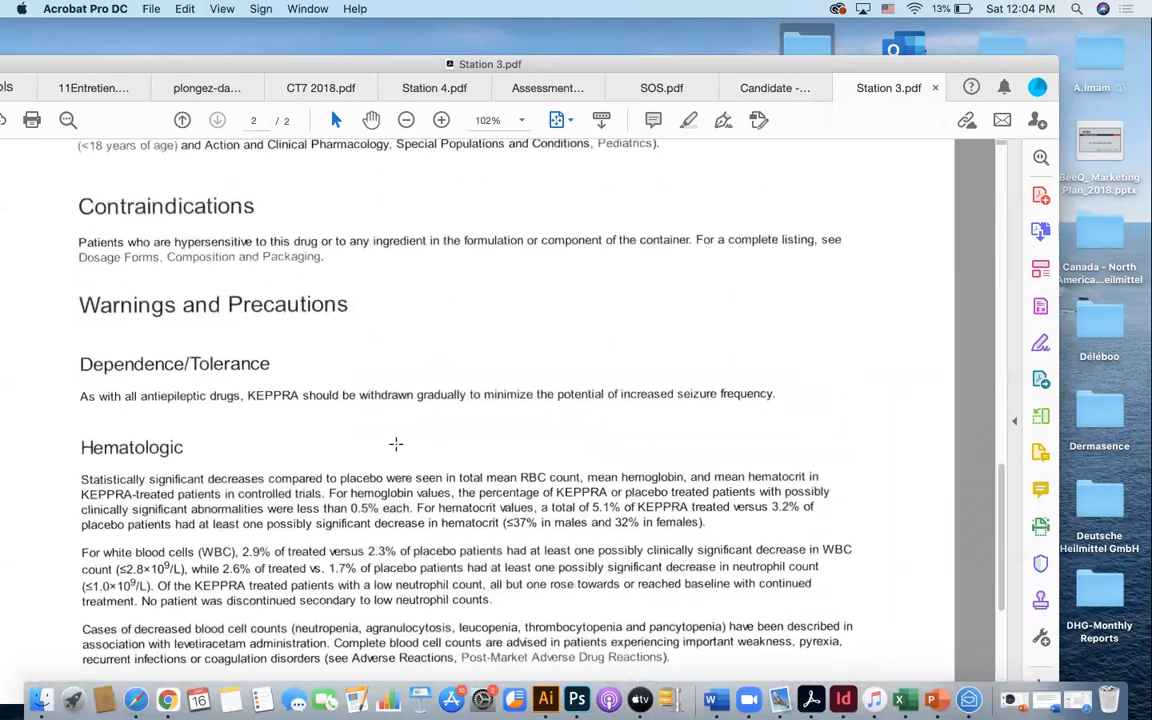 Acrobat Pro DC File Edit View Sign Window Help 13% Sat 12:04 PM
Station 3.pdf
ols 11Entretien.... plongez-da... CT7 2018.pdf Station 4.pdf Assessment... SOS.pdf Candidate -... Station 3.pdf ×
2 / 2 102%
(<18 years of age) and Action and Clinical Pharmacology, Special Populations and Conditions, Pediatrics).
Contraindications
Patients who are hypersensitive to this drug or to any ingredient in the formulation or component of the container. For a complete listing, see
Dosage Forms, Composition and Packaging.
Warnings and Precautions
Dependence/Tolerance
As with all antiepileptic drugs, KEPPRA should be withdrawn gradually to minimize the potential of increased seizure frequency.
Hematologic
Statistically significant decreases compared to placebo were seen in total mean RBC count, mean hemoglobin, and mean hematocrit in
KEPPRA-treated patients in controlled trials. For hemoglobin values, the percentage of KEPPRA or placebo treated patients with possibly
clinically significant abnormalities were less than 0.5% each. For hematocrit values, a total of 5.1% of KEPPRA treated versus 3.2% of
placebo patients had at least one possibly significant decrease in hematocrit (≤37% in males and 32% in females).
For white blood cells (WBC), 2.9% of treated versus 2.3% of placebo patients had at least one possibly clinically significant decrease in WBC
count (≤2.8×10⁹/L), while 2.6% of treated vs. 1.7% of placebo patients had at least one possibly significant decrease in neutrophil count
(≤1.0×10⁹/L). Of the KEPPRA treated patients with a low neutrophil count, all but one rose towards or reached baseline with continued
treatment. No patient was discontinued secondary to low neutrophil counts.
Cases of decreased blood cell counts (neutropenia, agranulocytosis, leucopenia, thrombocytopenia and pancytopenia) have been described in
association with levetiracetam administration. Complete blood cell counts are advised in patients experiencing important weakness, pyrexia,
recurrent infections or coagulation disorders (see Adverse Reactions, Post-Market Adverse Drug Reactions).
A.Imam
BeeQ_ Marketing
Plan_2018.pptx
Canada - North
America...eilmittel
Déléboo
Dermasence
Deutsche
Heilmittel GmbH
DHG-Monthly
Reports
16
Ai
Ps
Id